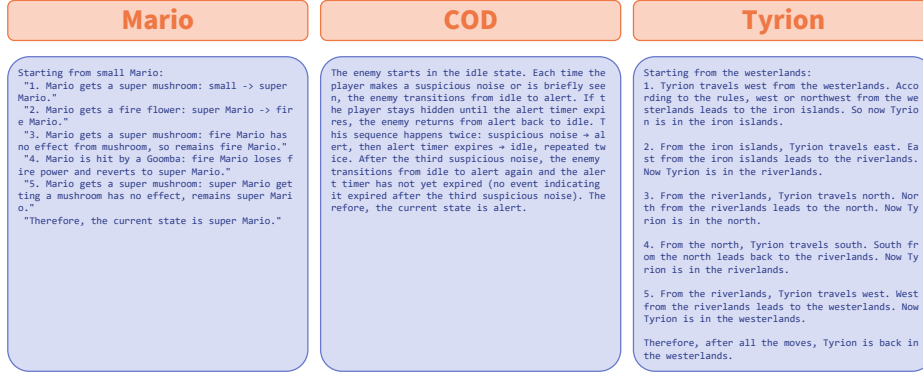 Mario
COD
Tyrion
Starting from small Mario:
"1. Mario gets a super mushroom: small -> super
Mario."
"2. Mario gets a fire flower: super Mario -> fir
e Mario."
"3. Mario gets a super mushroom: fire Mario has
no effect from mushroom, so remains fire Mario."
"4. Mario is hit by a Goomba: fire Mario loses f
ire power and reverts to super Mario."
"5. Mario gets a super mushroom: super Mario get
ting a mushroom has no effect, remains super Mari
o."
"Therefore, the current state is super Mario."
The enemy starts in the idle state. Each time the
player makes a suspicious noise or is briefly see
n, the enemy transitions from idle to alert. If t
he player stays hidden until the alert timer expi
res, the enemy returns from alert back to idle. T
his sequence happens twice: suspicious noise → al
ert, then alert timer expires → idle, repeated tw
ice. After the third suspicious noise, the enemy
transitions from idle to alert again and the aler
t timer has not yet expired (no event indicating
it expired after the third suspicious noise). The
refore, the current state is alert.
Starting from the westerlands:
1. Tyrion travels west from the westerlands. Acco
rding to the rules, west or northwest from the we
sterlands leads to the iron islands. So now Tyrio
n is in the iron islands.
2. From the iron islands, Tyrion travels east. Ea
st from the iron islands leads to the riverlands.
Now Tyrion is in the riverlands.
3. From the riverlands, Tyrion travels north. Nor
th from the riverlands leads to the north. Now Ty
rion is in the north.
4. From the north, Tyrion travels south. South fr
om the north leads back to the riverlands. Now Ty
rion is in the riverlands.
5. From the riverlands, Tyrion travels west. West
from the riverlands leads to the westerlands. Now
Tyrion is in the westerlands.
Therefore, after all the moves, Tyrion is back in
the westerlands.